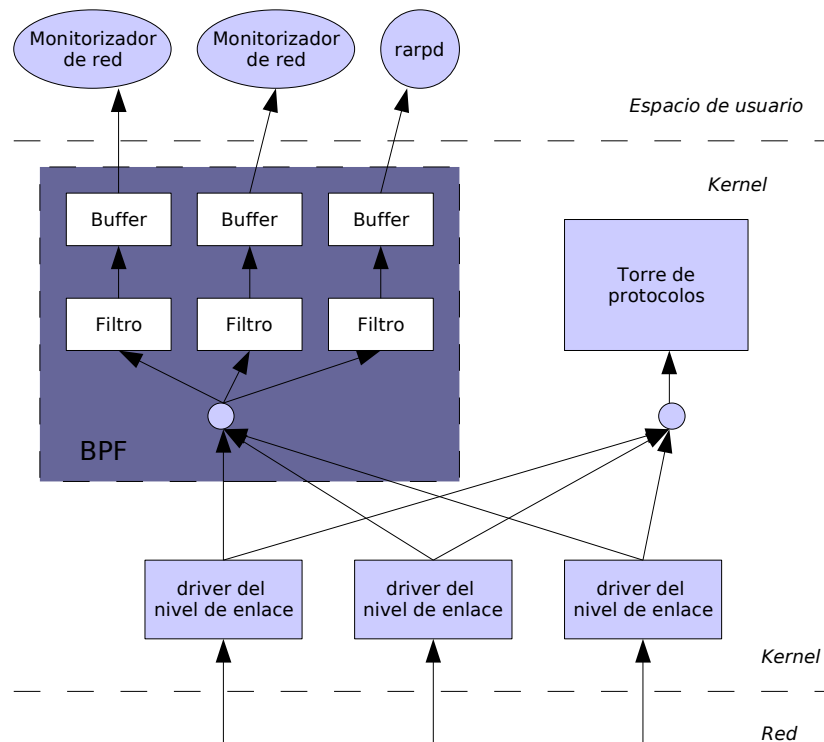 Monitorizador
de red
Monitorizador
de red
rarpd
Espacio de usuario
Kernel
Buffer
Buffer
Buffer
Torre de
protocolos
Filtro
Filtro
Filtro
BPF
driver del
nivel de enlace
driver del
nivel de enlace
driver del
nivel de enlace
Kernel
Red